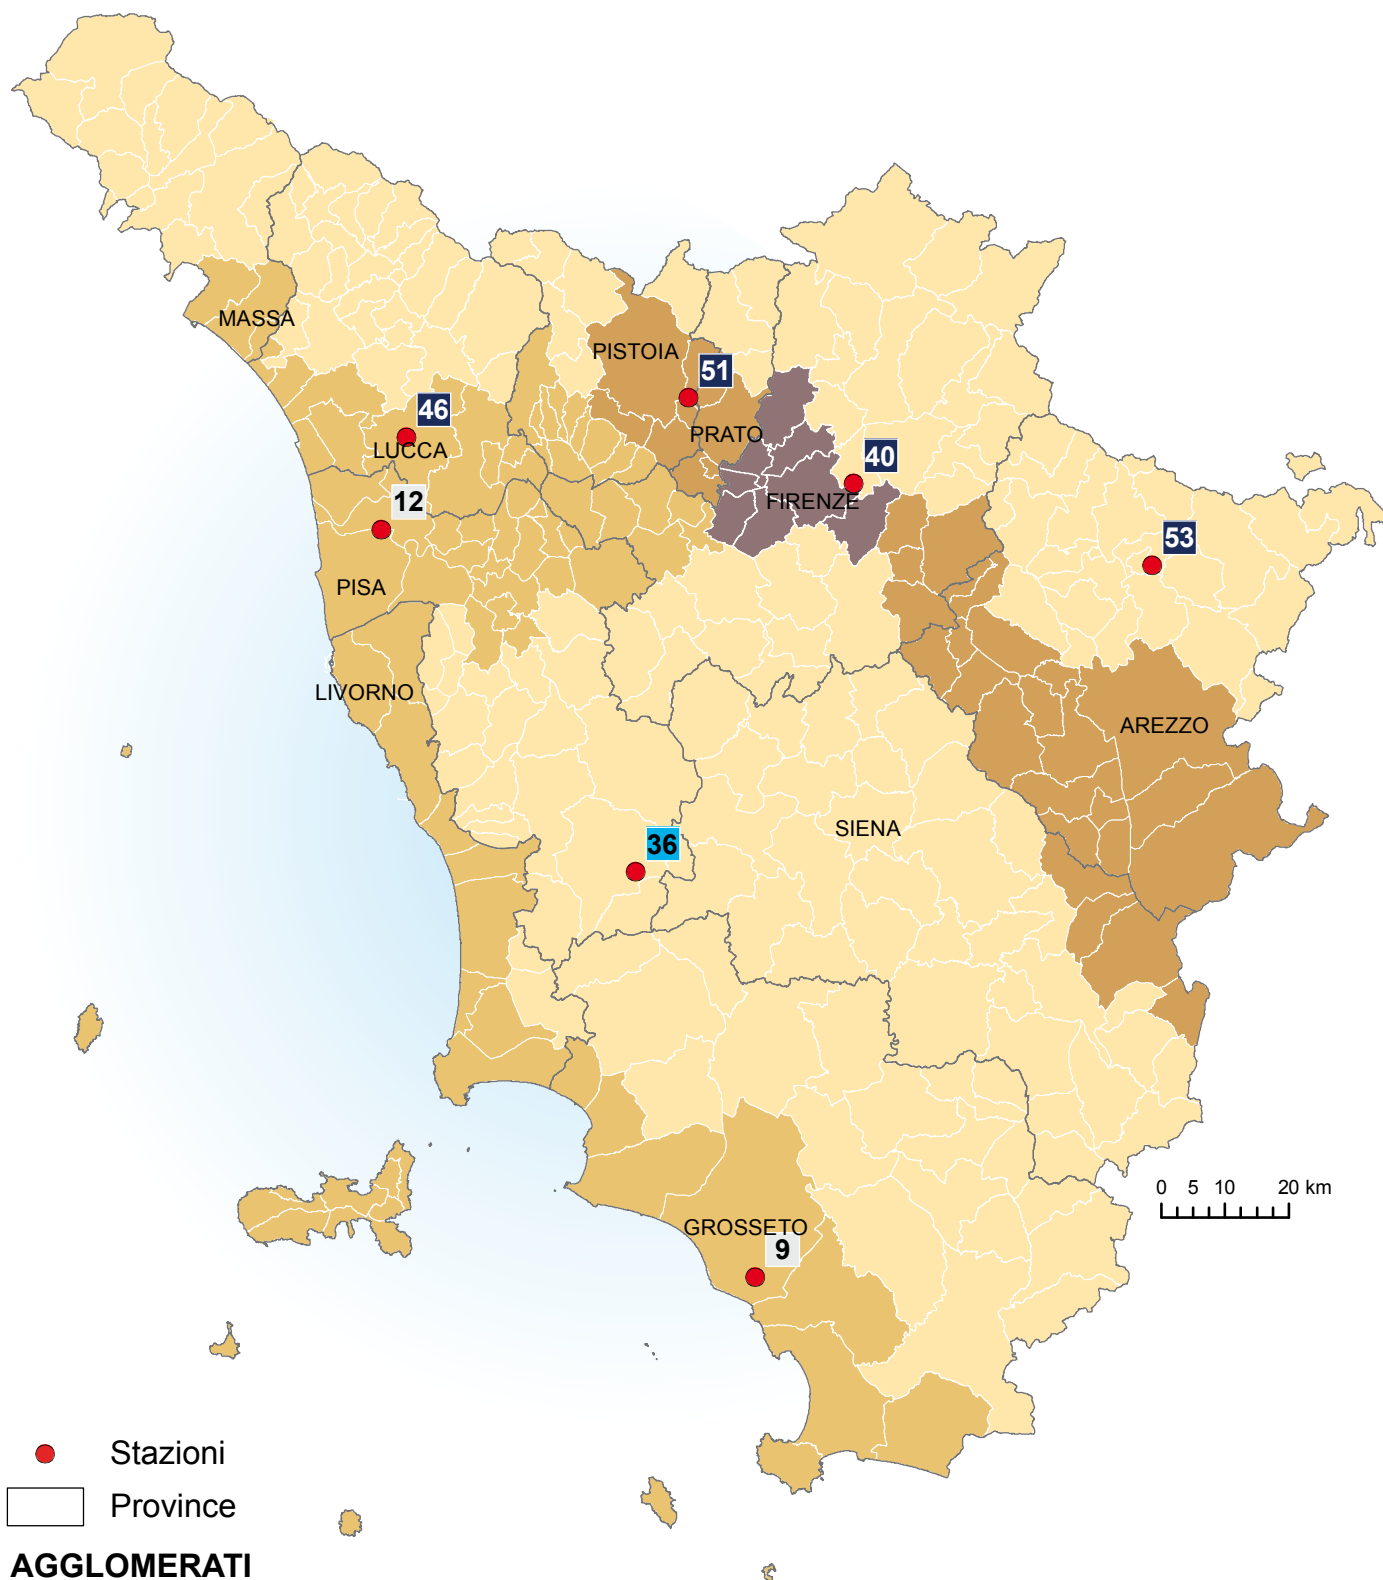 MASSA
PISTOIA
51
46
PRATO
LUCCA
40
12
FIRENZE
53
PISA
LIVORNO
AREZZO
36
SIENA
0 5 10 20 km
GROSSETO
9
Stazioni
Province
AGGLOMERATI